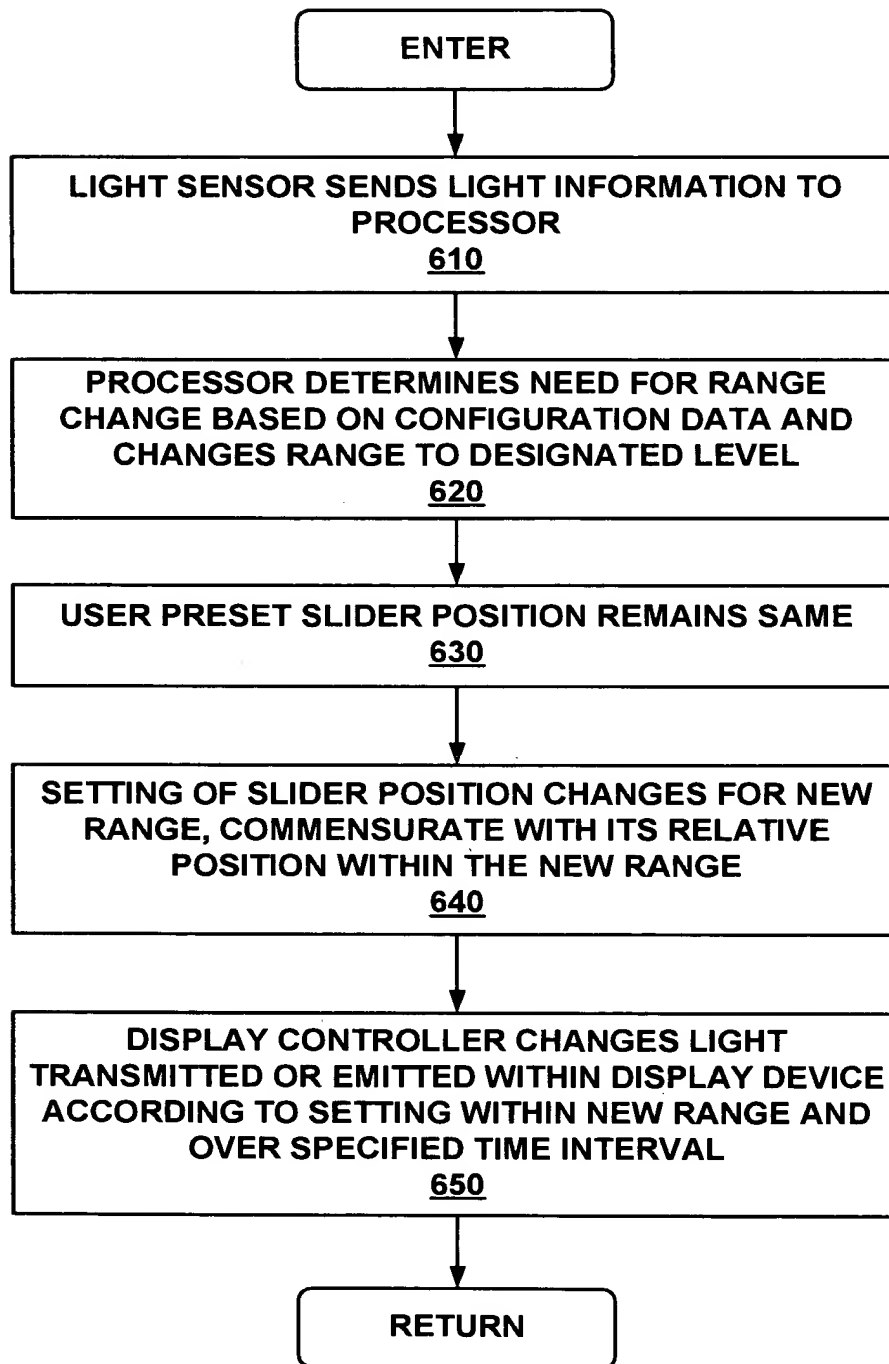 ENTER
LIGHT SENSOR SENDS LIGHT INFORMATION TO
PROCESSOR
610
PROCESSOR DETERMINES NEED FOR RANGE
CHANGE BASED ON CONFIGURATION DATA AND
CHANGES RANGE TO DESIGNATED LEVEL
620
USER PRESET SLIDER POSITION REMAINS SAME
630
SETTING OF SLIDER POSITION CHANGES FOR NEW
RANGE, COMMENSURATE WITH ITS RELATIVE
POSITION WITHIN THE NEW RANGE
640
DISPLAY CONTROLLER CHANGES LIGHT
TRANSMITTED OR EMITTED WITHIN DISPLAY DEVICE
ACCORDING TO SETTING WITHIN NEW RANGE AND
OVER SPECIFIED TIME INTERVAL
650
RETURN